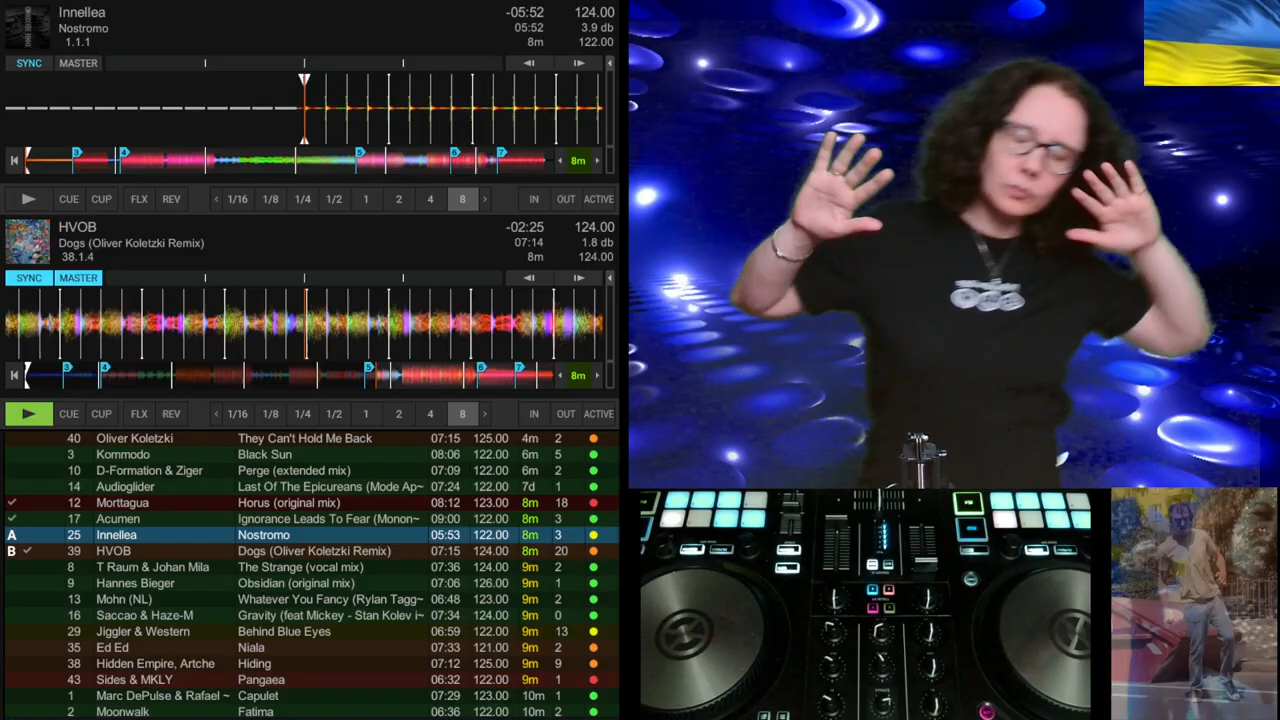 Innellea -05:52 124.00
Nostromo 05:52 3.9 db
1.1.1 8m 122.00
SYNC MASTER
3 4 5 6 7 8m
CUE CUP FLX REV 1/16 1/8 1/4 1/2 1 2 4 8 IN OUT ACTIVE
HVOB -02:25 124.00
Dogs (Oliver Koletzki Remix) 07:14 1.8 db
38.1.4 8m 124.00
SYNC MASTER
3 4 5 6 7 8m
CUE CUP FLX REV 1/16 1/8 1/4 1/2 1 2 4 8 IN OUT ACTIVE
40 Oliver Koletzki They Can't Hold Me Back 07:15 125.00 4m 2
3 Kommodo Black Sun 08:06 122.00 6m 5
10 D-Formation & Ziger Perge (extended mix) 07:09 122.00 6m 2
14 Audioglider Last Of The Epicureans (Mode Ap~ 07:24 122.00 7d 1
12 Morttagua Horus (original mix) 08:12 123.00 8m 18
17 Acumen Ignorance Leads To Fear (Monon~ 09:00 122.00 8m 3
A 25 Innellea Nostromo 05:53 122.00 8m 3
B 39 HVOB Dogs (Oliver Koletzki Remix) 07:15 124.00 8m 20
8 T Raum & Johan Mila The Strange (vocal mix) 07:36 124.00 9m 2
9 Hannes Bieger Obsidian (original mix) 07:06 126.00 9m 1
13 Mohn (NL) Whatever You Fancy (Rylan Tagg~ 06:48 123.00 9m 2
16 Saccao & Haze-M Gravity (feat Mickey - Stan Kolev i~ 07:34 124.00 9m 0
29 Jiggler & Western Behind Blue Eyes 06:59 122.00 9m 13
35 Ed Ed Niala 07:33 121.00 9m 2
38 Hidden Empire, Artche Hiding 07:12 125.00 9m 9
43 Sides & MKLY Pangaea 06:32 122.00 9m 1
1 Marc DePulse & Rafael ~ Capulet 07:29 123.00 10m 1
2 Moonwalk Fatima 06:36 122.00 10m 2